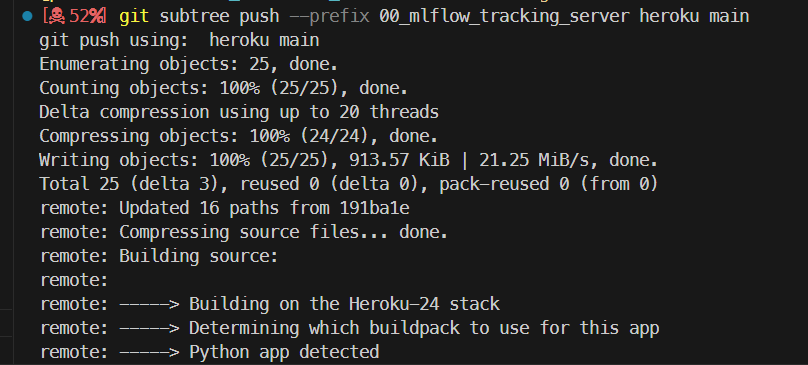 [☠ 52%] git subtree push --prefix 00_mlflow_tracking_server heroku main
git push using:  heroku main
Enumerating objects: 25, done.
Counting objects: 100% (25/25), done.
Delta compression using up to 20 threads
Compressing objects: 100% (24/24), done.
Writing objects: 100% (25/25), 913.57 KiB | 21.25 MiB/s, done.
Total 25 (delta 3), reused 0 (delta 0), pack-reused 0 (from 0)
remote: Updated 16 paths from 191ba1e
remote: Compressing source files... done.
remote: Building source:
remote:
remote: -----> Building on the Heroku-24 stack
remote: -----> Determining which buildpack to use for this app
remote: -----> Python app detected